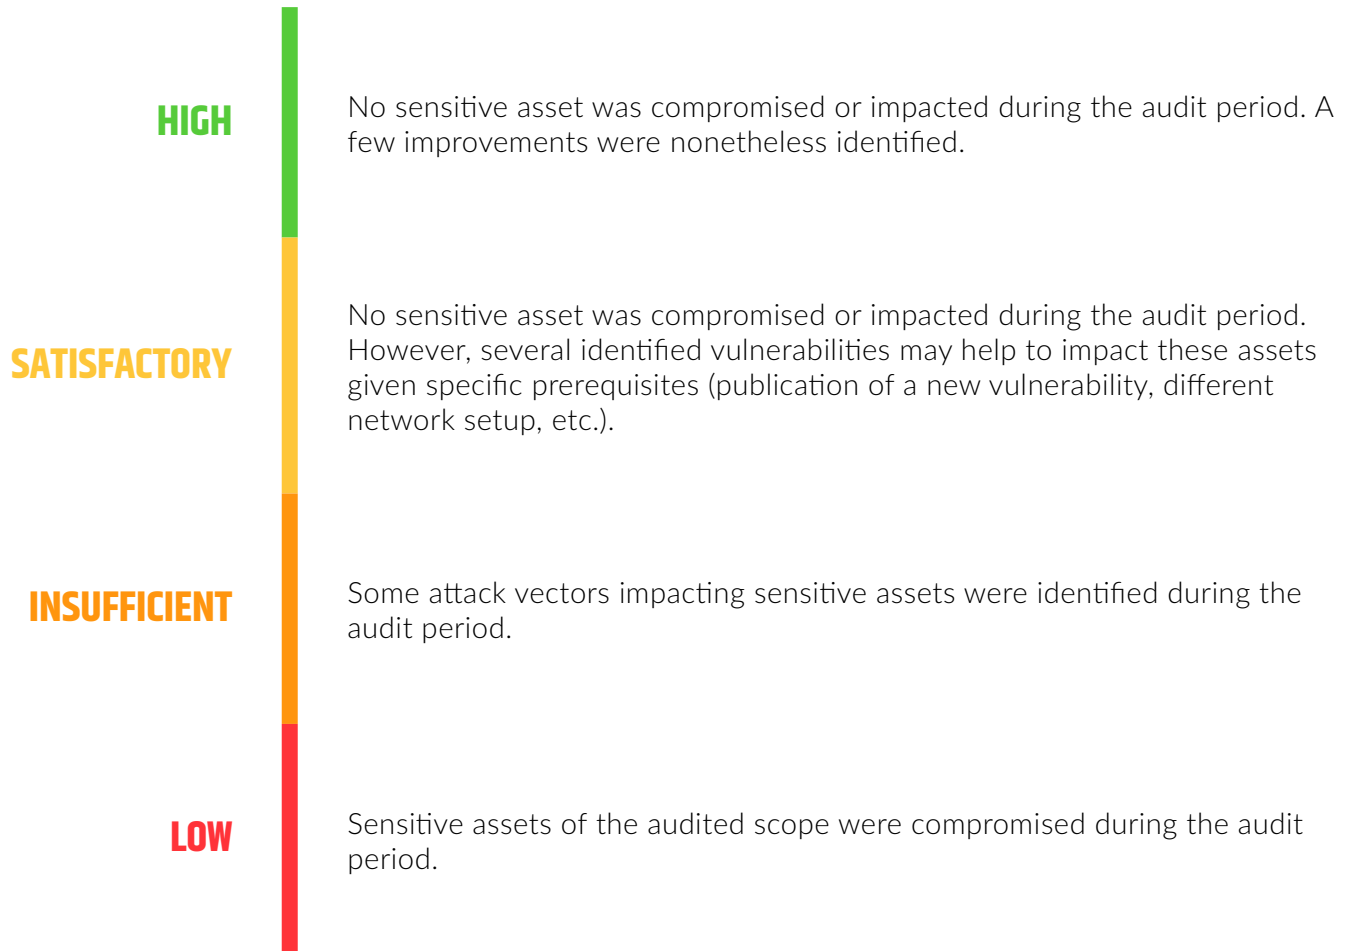 HIGH
No sensitive asset was compromised or impacted during the audit period. A
few improvements were nonetheless identified.
SATISFACTORY
No sensitive asset was compromised or impacted during the audit period.
However, several identified vulnerabilities may help to impact these assets
given specific prerequisites (publication of a new vulnerability, different
network setup, etc.).
INSUFFICIENT
Some attack vectors impacting sensitive assets were identified during the
audit period.
LOW
Sensitive assets of the audited scope were compromised during the audit
period.